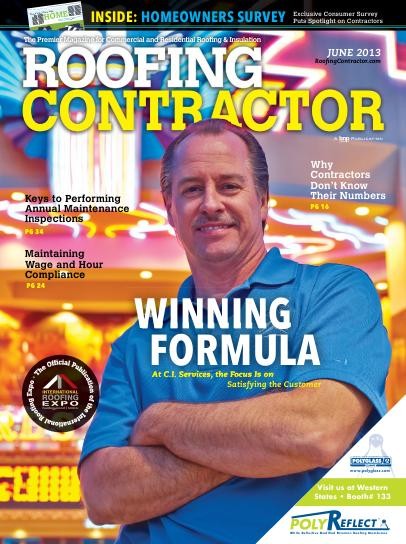 HOME
INSIDE: HOMEOWNERS SURVEY
Exclusive Consumer Survey
Puts Spotlight on Contractors
The Premier Magazine for Commercial and Residential Roofing & Insulation
JUNE 2013
RoofingContractor.com
ROOFING
CONTRACTOR
A bnp PUBLICATION
Why
Contractors
Don't Know
Their Numbers
PG 16
Keys to Performing
Annual Maintenance
Inspections
PG 34
Maintaining
Wage and Hour
Compliance
PG 24
WINNING
FORMULA
At C.I. Services, the Focus Is on
Satisfying the Customer
The Official Publication of the International Roofing Expo
INTERNATIONAL
ROOFING
EXPO
POLYGLASS
www.polyglass.com
Visit us at Western
States • Booth# 133
POLYREFLECT